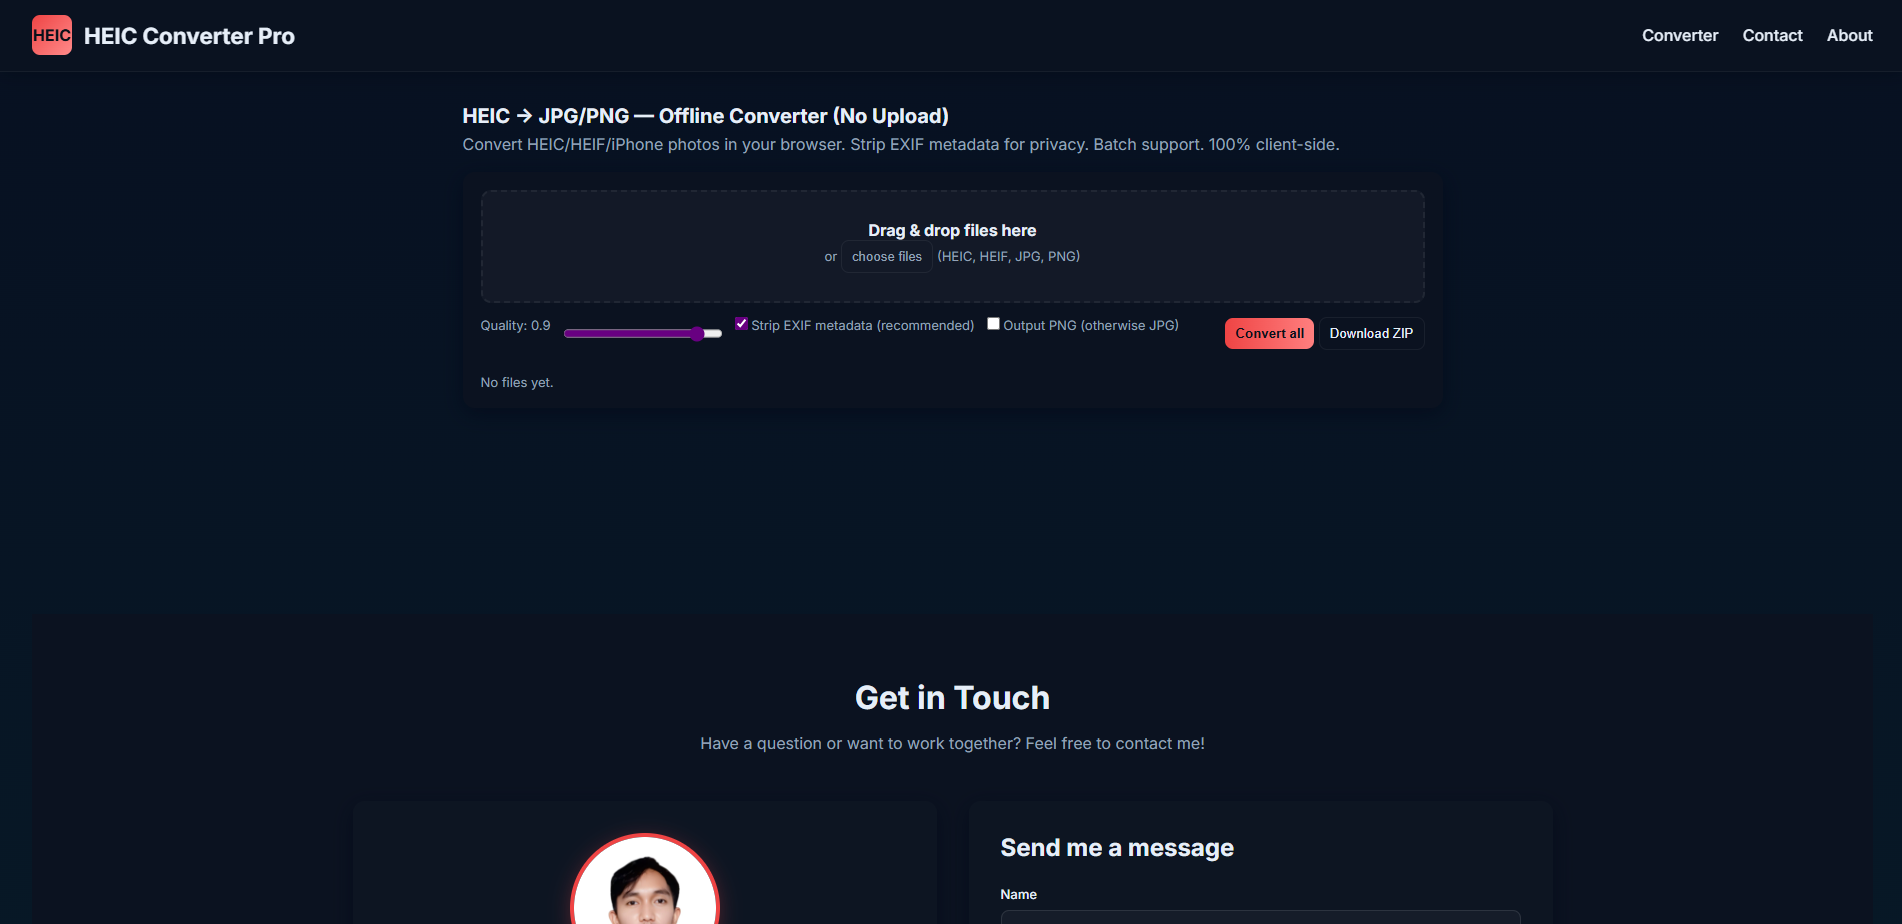 HEIC HEIC Converter Pro
Converter Contact About
HEIC → JPG/PNG — Offline Converter (No Upload)
Convert HEIC/HEIF/iPhone photos in your browser. Strip EXIF metadata for privacy. Batch support. 100% client-side.
Drag & drop files here
or choose files (HEIC, HEIF, JPG, PNG)
Quality: 0.9 Strip EXIF metadata (recommended) Output PNG (otherwise JPG) Convert all Download ZIP
No files yet.
Get in Touch
Have a question or want to work together? Feel free to contact me!
Send me a message
Name